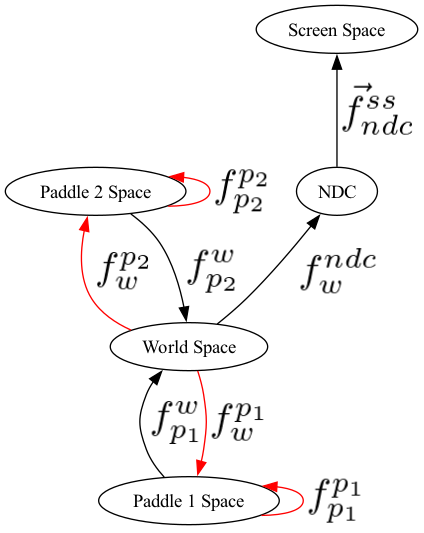 Screen Space
$\vec{f}_{ndc}^{ss}$
Paddle 2 Space
$f_{p_2}^{p_2}$
NDC
$f_{w}^{p_2}$
$f_{p_2}^{w}$
$f_{w}^{ndc}$
World Space
$f_{p_1}^{w}$
$f_{w}^{p_1}$
Paddle 1 Space
$f_{p_1}^{p_1}$